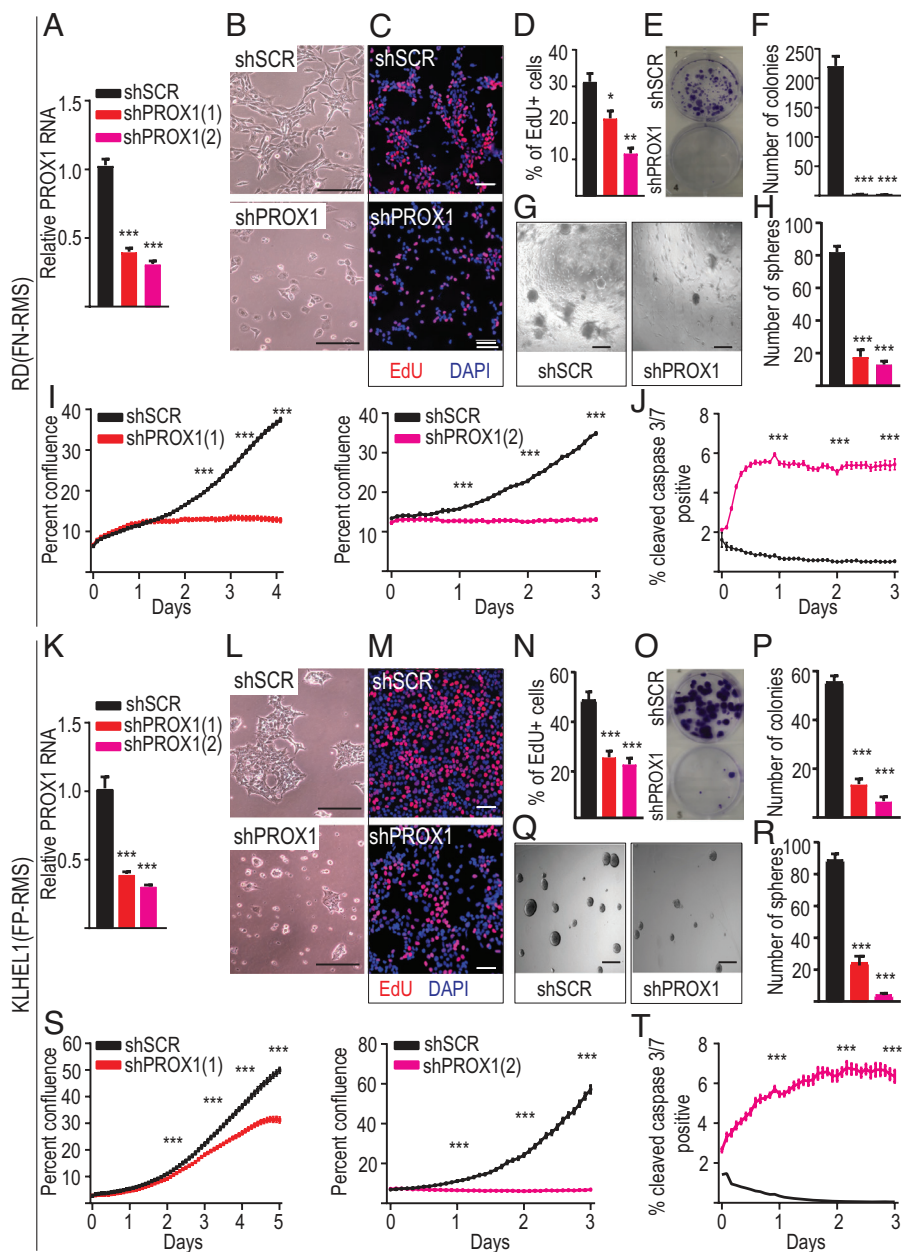 RD(FN-RMS)
A
shSCR
shPROX1(1)
shPROX1(2)
Relative PROX1 RNA
1.5
1.0
0.5
***
***
B
shSCR
shPROX1
C
shSCR
shPROX1
EdU DAPI
D
% of EdU+ cells
40
30
20
10
*
**
E
shSCR
shPROX1
1
4
F
Number of colonies
250
200
150
100
50
0
*** ***
G
shSCR
shPROX1
H
Number of spheres
100
80
60
40
20
***
***
I
shSCR
shPROX1(1)
Percent confluence
40
30
20
10
0 1 2 3 4
Days
***
***
***
shSCR
shPROX1(2)
Percent confluence
40
30
20
10
0 1 2 3
Days
***
***
***
J
% cleaved caspase 3/7
positive
8
6
4
2
0 1 2 3
Days
*** *** ***
KLHEL1(FP-RMS)
K
shSCR
shPROX1(1)
shPROX1(2)
Relative PROX1 RNA
1.5
1.0
0.5
***
***
L
shSCR
shPROX1
M
shSCR
shPROX1
EdU DAPI
N
% of EdU+ cells
60
40
20
*** ***
O
shSCR
shPROX1
P
Number of colonies
60
40
20
0
***
***
Q
shSCR
shPROX1
R
Number of spheres
100
80
60
40
20
***
***
S
shSCR
shPROX1(1)
Percent confluence
60
50
40
30
20
10
0 1 2 3 4 5
Days
***
***
***
***
shSCR
shPROX1(2)
Percent confluence
80
60
40
20
0
0 1 2 3
Days
***
***
***
T
% cleaved caspase 3/7
positive
8
6
4
2
0
0 1 2 3
Days
*** *** ***